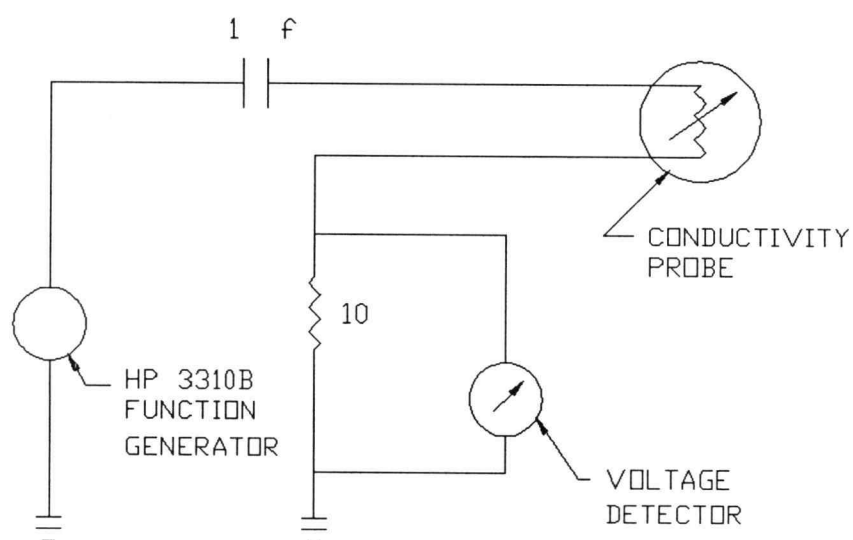 1 f
CONDUCTIVITY
PROBE
10
HP 3310B
FUNCTION
GENERATOR
VOLTAGE
DETECTOR